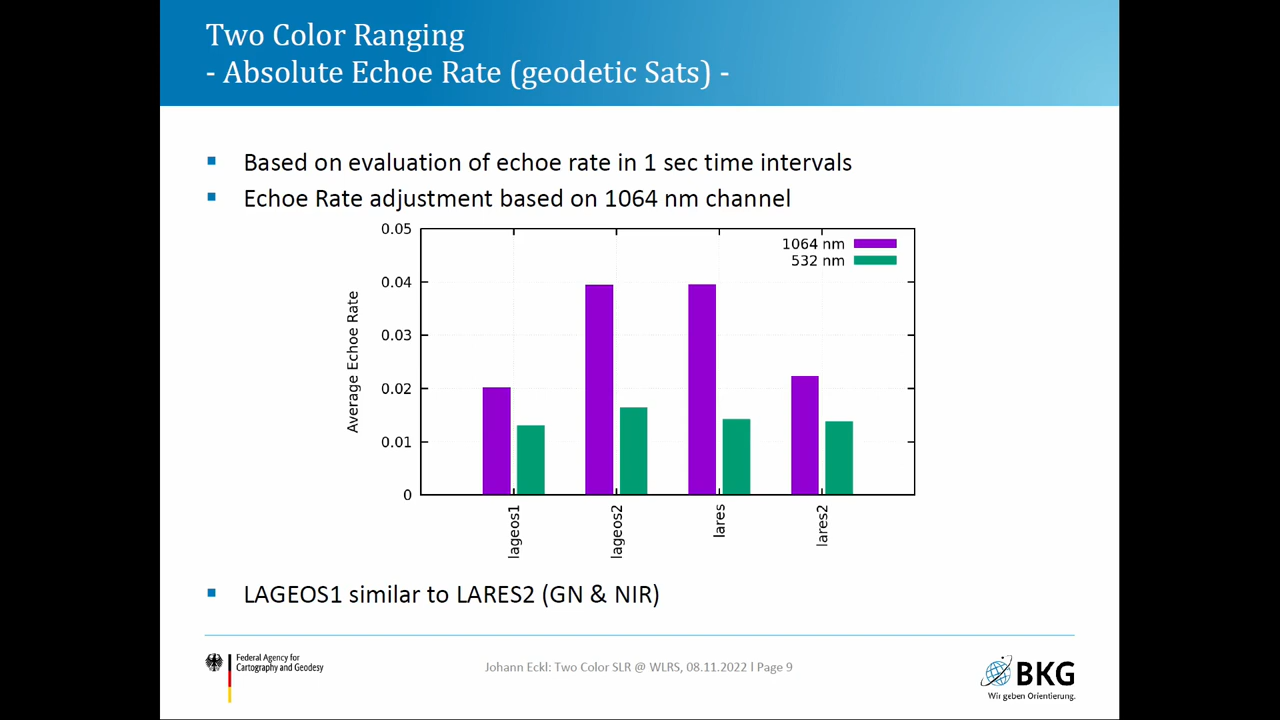 Two Color Ranging
- Absolute Echoe Rate (geodetic Sats) -
Based on evaluation of echoe rate in 1 sec time intervals
Echoe Rate adjustment based on 1064 nm channel
0.05
0.04
0.03
0.02
0.01
0
Average Echoe Rate
1064 nm
532 nm
lageos1
lageos2
lares
lares2
LAGEOS1 similar to LARES2 (GN & NIR)
Federal Agency for
Cartography and Geodesy
Johann Eckl: Two Color SLR @ WLRS, 08.11.2022 I Page 9
BKG
Wir geben Orientierung.